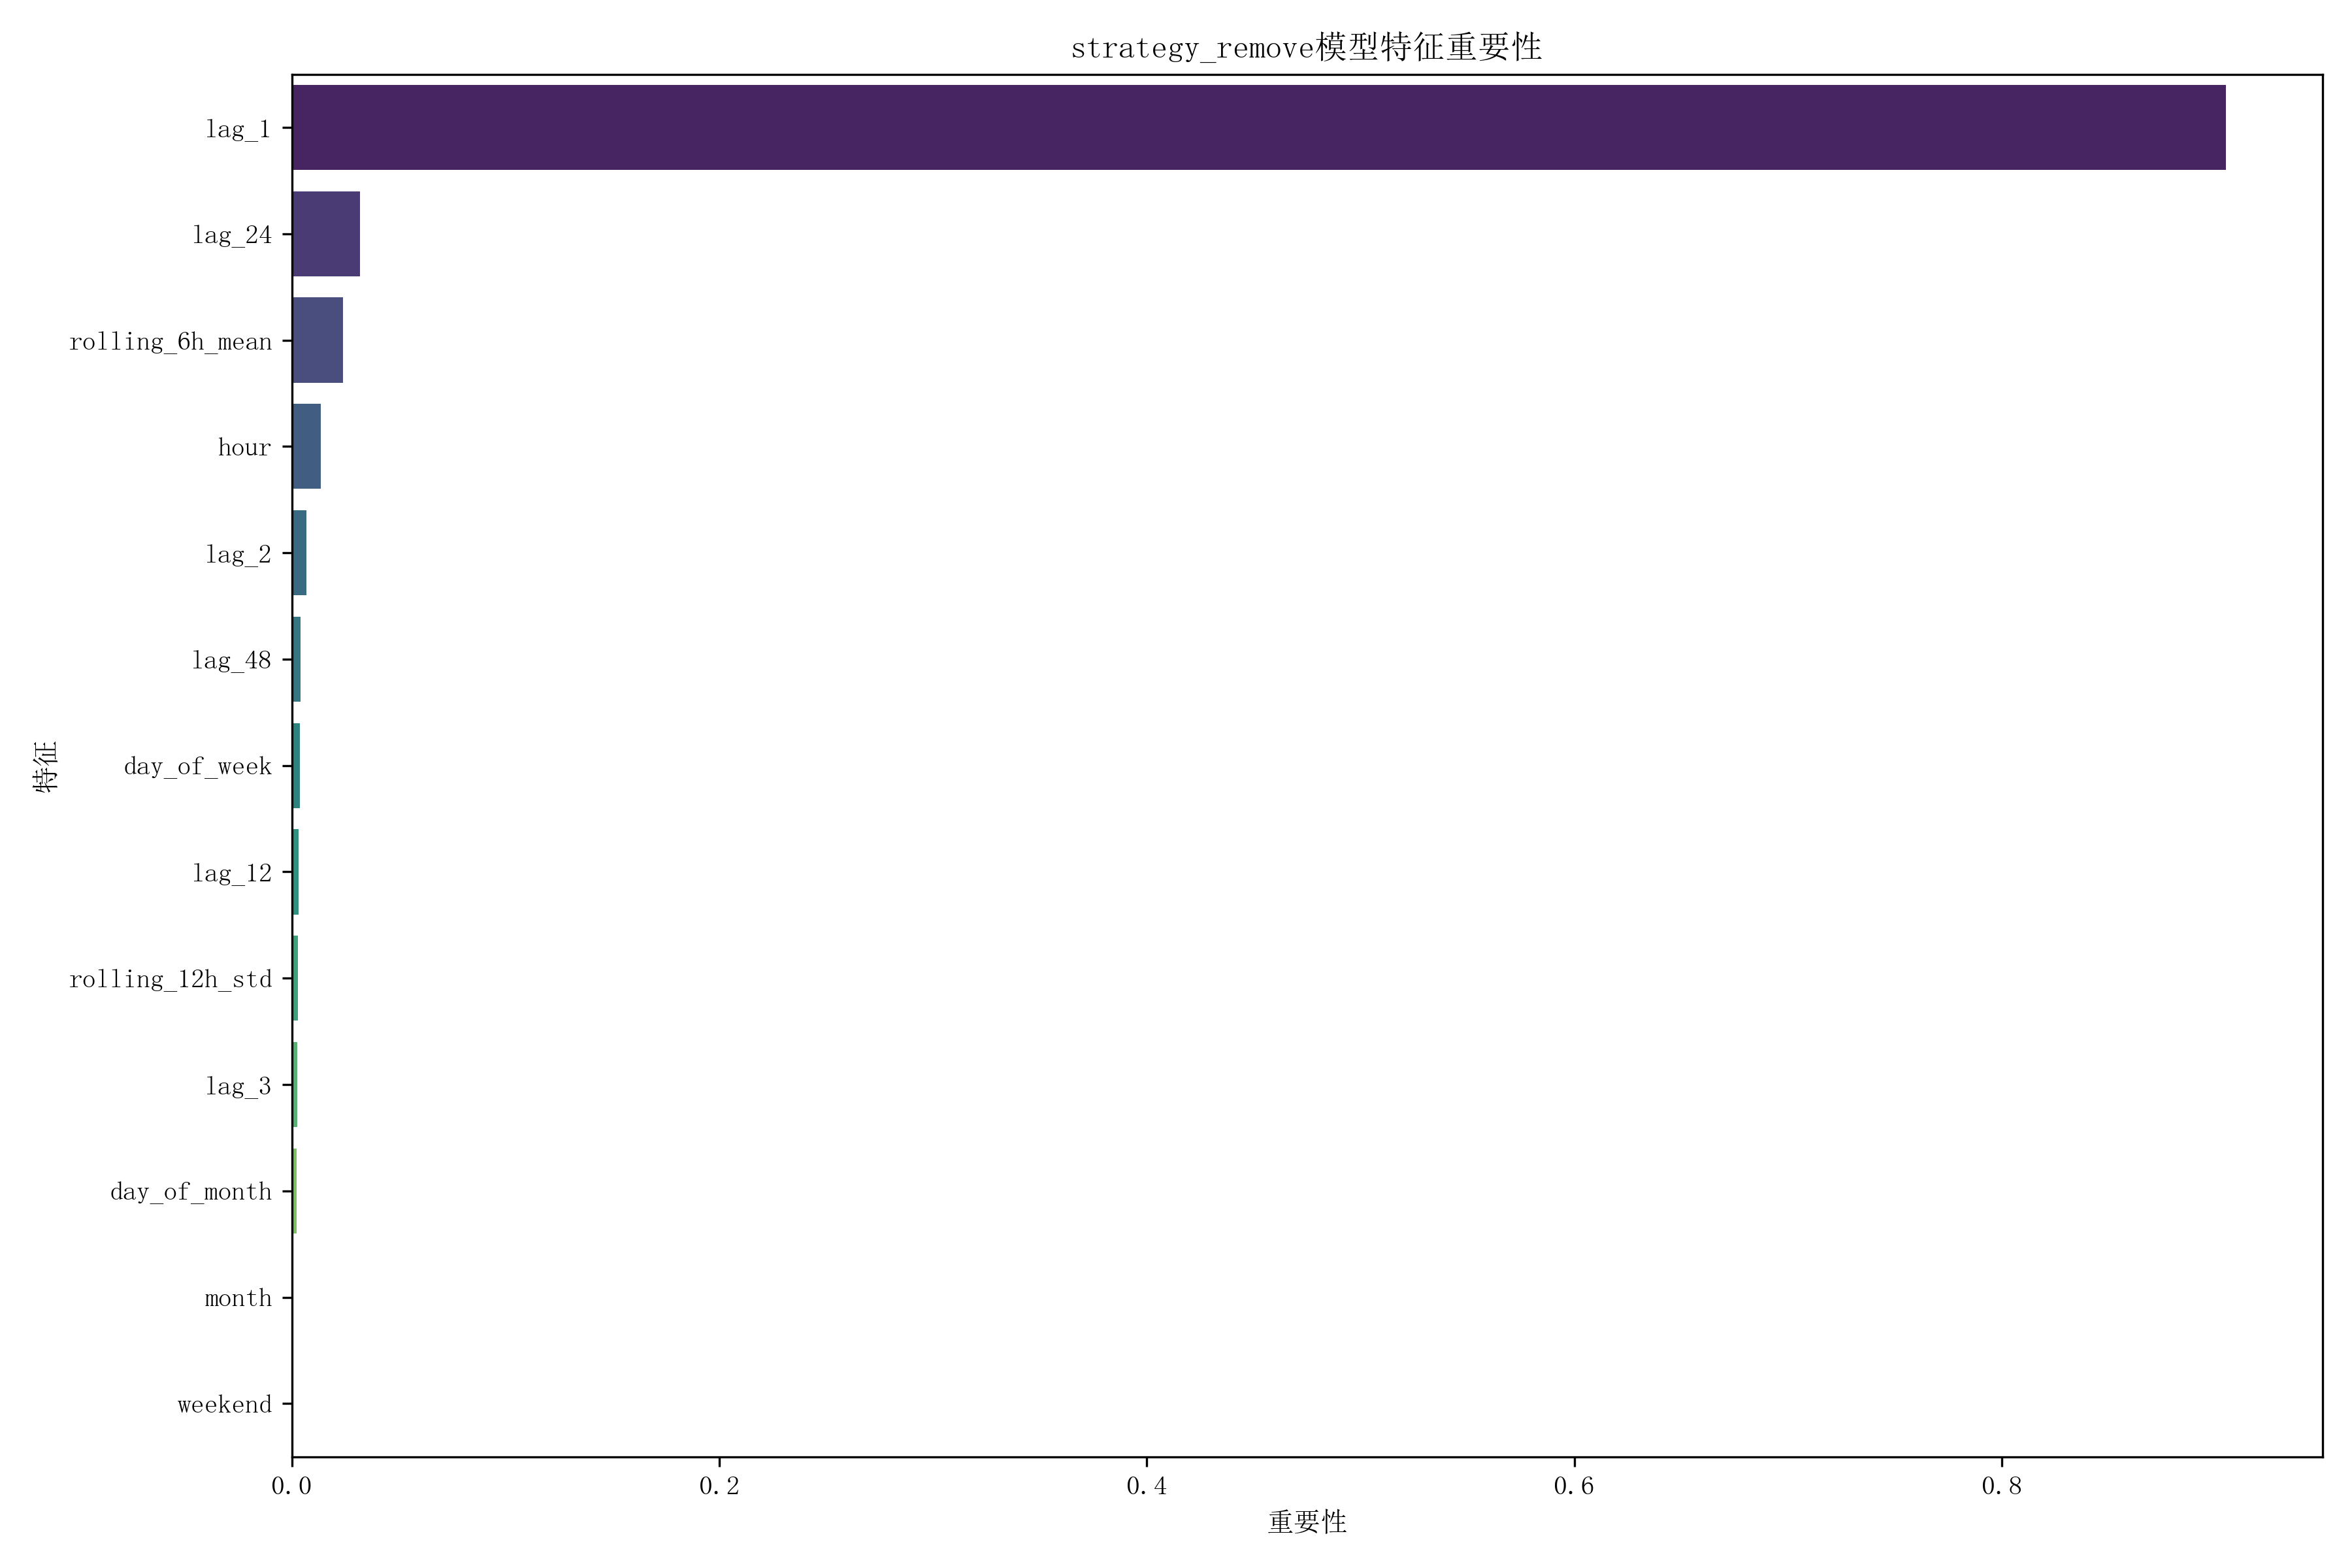 strategy_remove模型特征重要性
lag_1
lag_24
rolling_6h_mean
hour
lag_2
lag_48
day_of_week
lag_12
rolling_12h_std
lag_3
day_of_month
month
weekend
特征
0.0 0.2 0.4 0.6 0.8
重要性